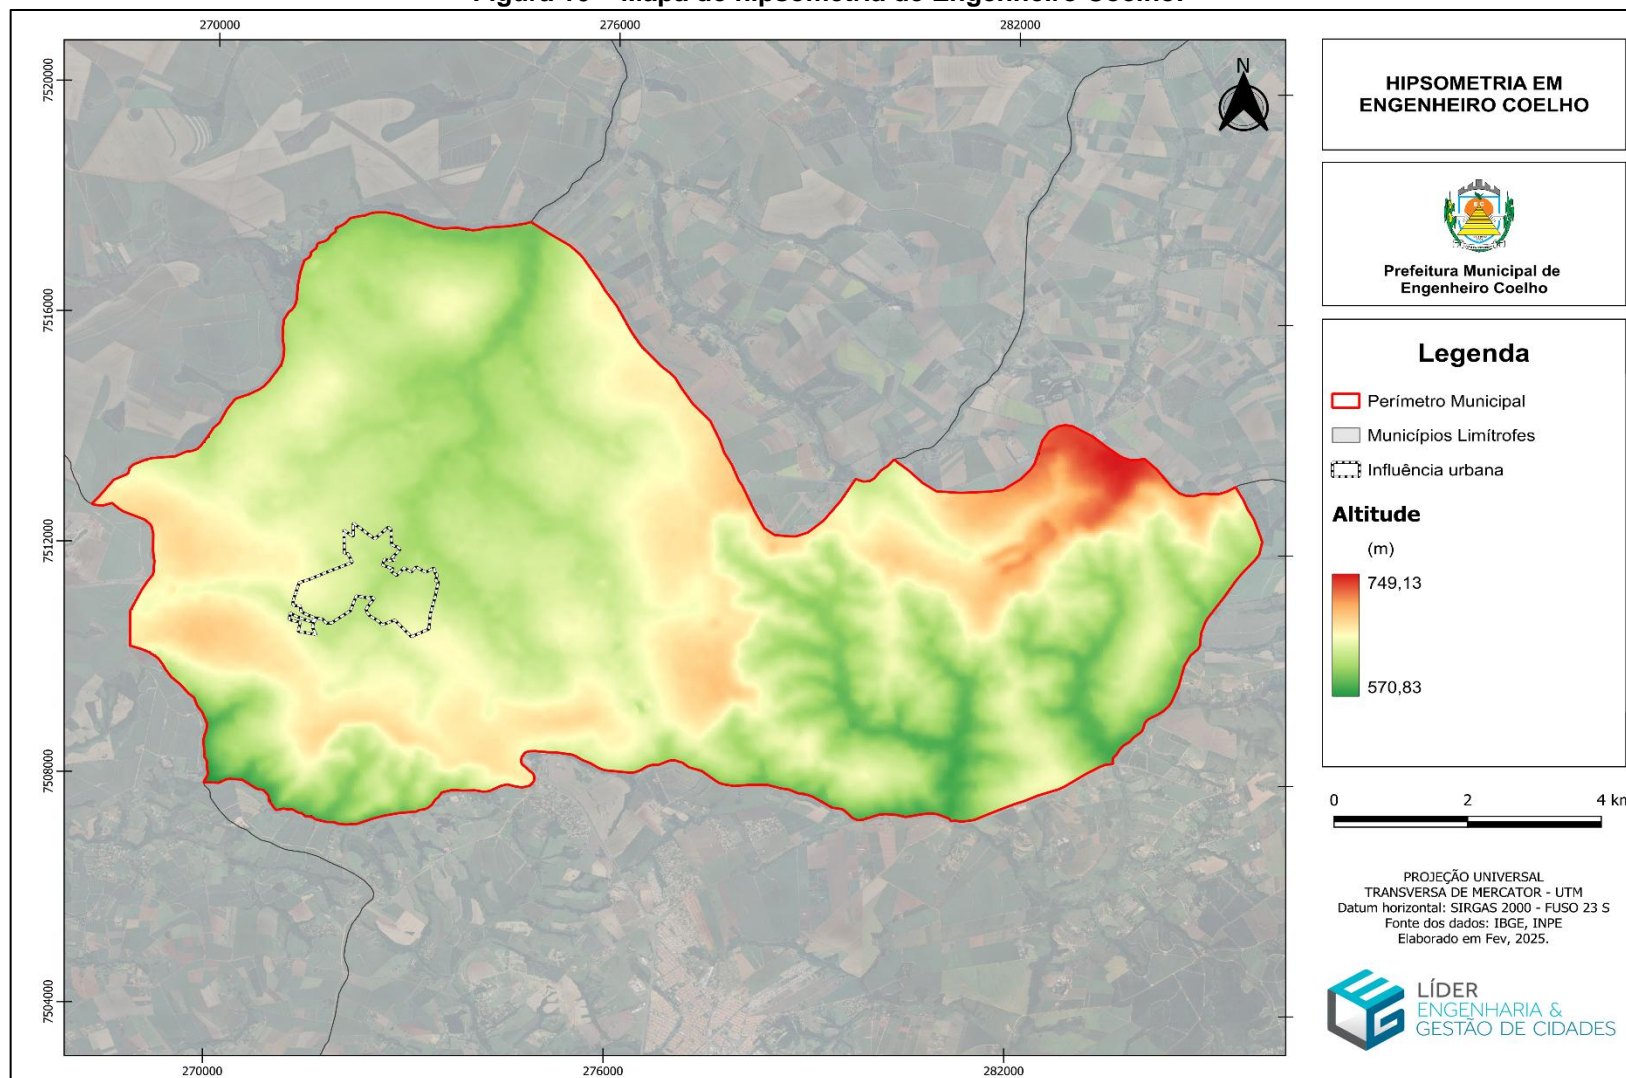 270000
276000
282000
7520000
7516000
7512000
7508000
7504000
N
270000
276000
282000
HIPSOMETRIA EM
ENGENHEIRO COELHO
Prefeitura Municipal de
Engenheiro Coelho
Legenda
Perímetro Municipal
Municípios Limítrofes
Influência urbana
Altitude
(m)
749,13
570,83
0 2 4 km
PROJEÇÃO UNIVERSAL
TRANSVERSA DE MERCATOR - UTM
Datum horizontal: SIRGAS 2000 - FUSO 23 S
Fonte dos dados: IBGE, INPE
Elaborado em Fev, 2025.
LÍDER
ENGENHARIA &
GESTÃO DE CIDADES